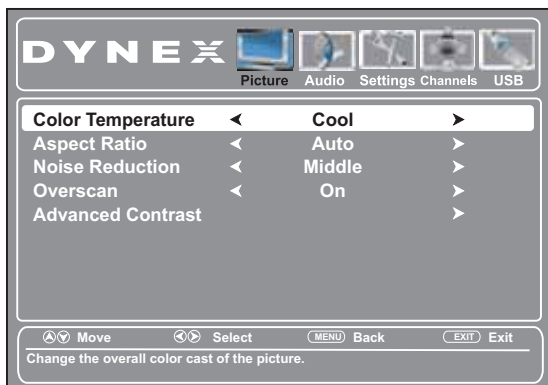 DYNEX
Picture Audio Settings Channels USB
Color Temperature Cool
Aspect Ratio Auto
Noise Reduction Middle
Overscan On
Advanced Contrast
Move Select MENU Back EXIT Exit
Change the overall color cast of the picture.